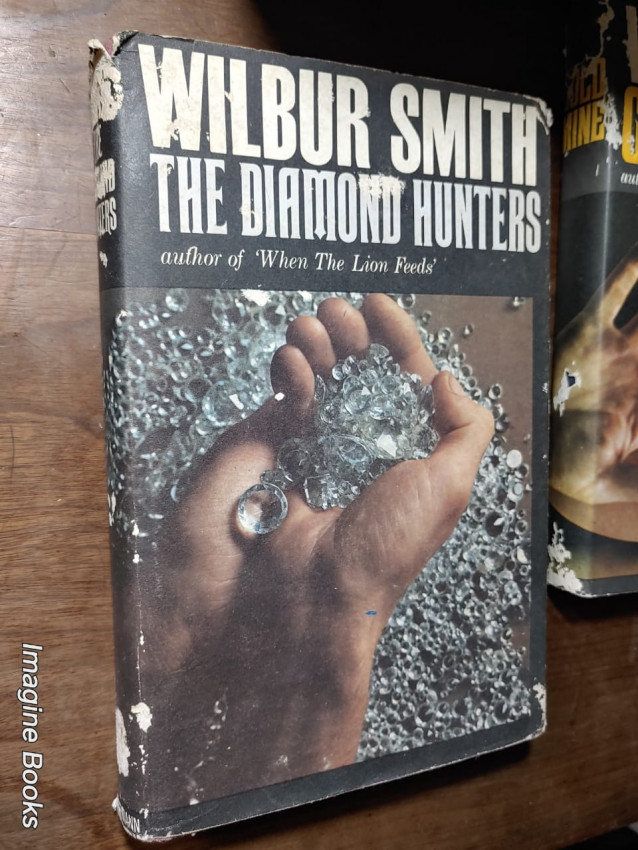 WILBUR SMITH
THE DIAMOND HUNTERS
author of 'When The Lion Feeds'
Imagine Books